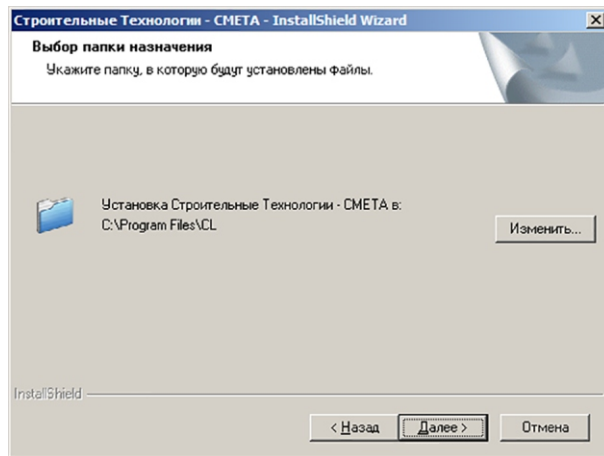 Строительные Технологии - СМЕТА - InstallShield Wizard
Выбор папки назначения
Укажите папку, в которую будут установлены файлы.
Установка Строительные Технологии - СМЕТА в:
C:\Program Files\CL
Изменить...
InstallShield
< Назад
Далее >
Отмена